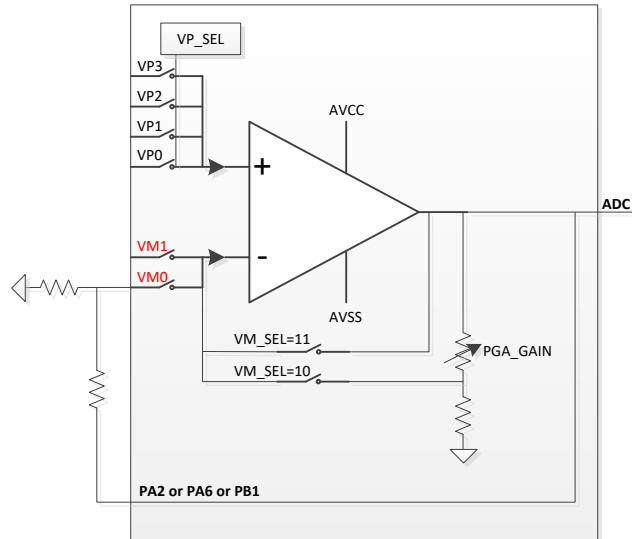 VP_SEL
VP3
VP2
VP1
VP0
AVCC
+
ADC
VM1
VM0
-
AVSS
VM_SEL=11
PGA_GAIN
VM_SEL=10
PA2 or PA6 or PB1